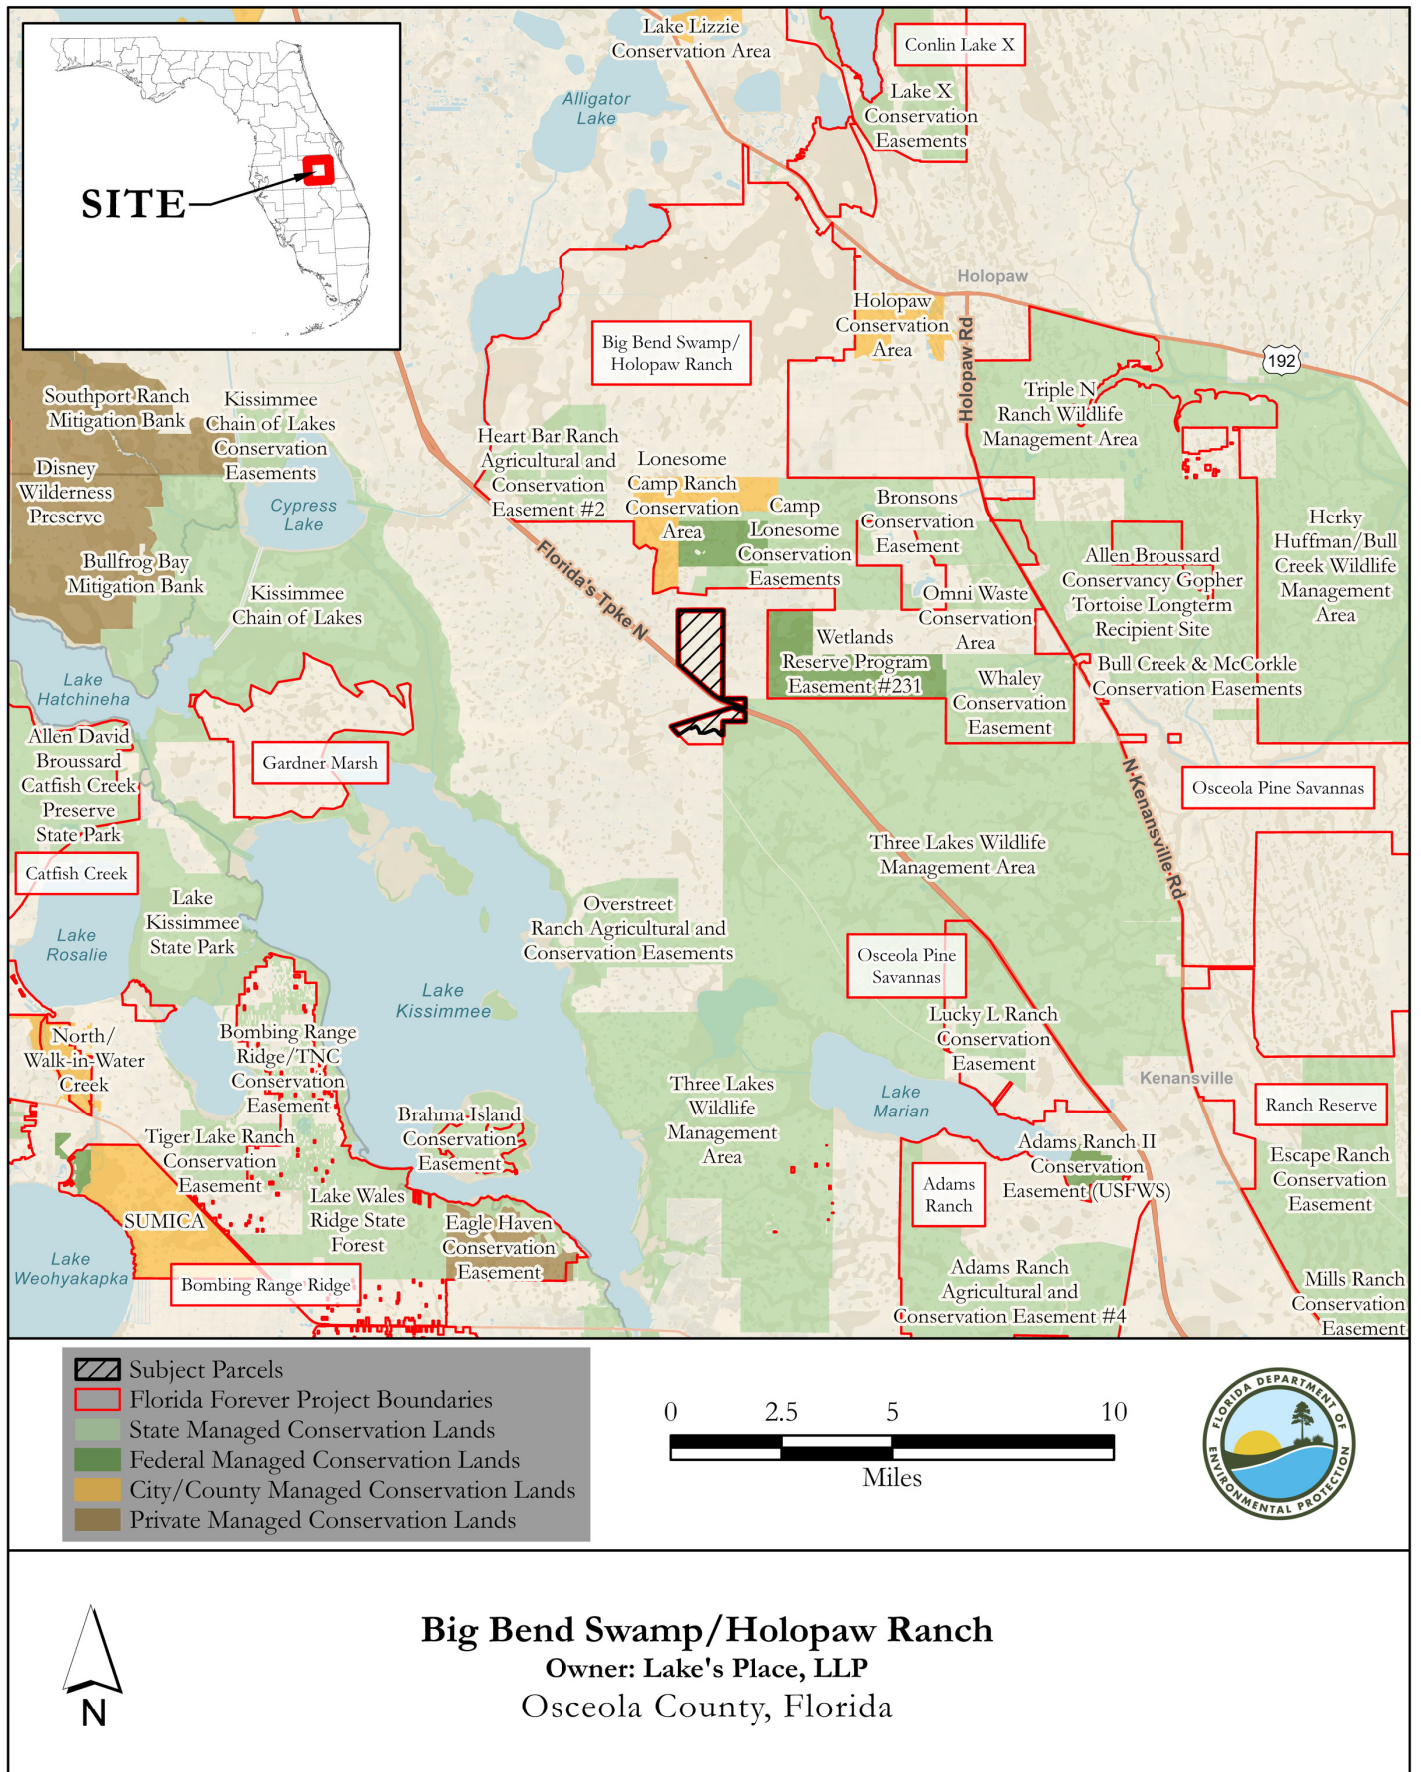 SITE
Lake Lizzie
Conservation Area
Conlin Lake X
Alligator
Lake
Lake X
Conservation
Easements
Holopaw
Holopaw
Conservation
Area
Holopaw Rd
192
Big Bend Swamp/
Holopaw Ranch
Southport Ranch
Mitigation Bank
Kissimmee
Chain of Lakes
Conservation
Easements
Triple N
Ranch Wildlife
Management Area
Disney
Wilderness
Preserve
Cypress
Lake
Heart Bar Ranch
Agricultural and
Conservation
Easement #2
Lonesome
Camp Ranch
Conservation
Area
Camp
Lonesome
Conservation
Easements
Bronsons
Conservation
Easement
Herky
Huffman/Bull
Creek Wildlife
Management
Area
Bullfrog Bay
Mitigation Bank
Florida's Tpke N
Allen Broussard
Conservancy Gopher
Tortoise Longterm
Recipient Site
Kissimmee
Chain of Lakes
Omni Waste
Conservation
Area
Wetlands
Reserve Program
Easement #231
Bull Creek & McCorkle
Conservation Easements
Whaley
Conservation
Easement
Lake
Hatchineha
Allen David
Broussard
Catfish Creek
Preserve
State Park
Gardner Marsh
N Kenansville Rd
Osceola Pine Savannas
Three Lakes Wildlife
Management Area
Catfish Creek
Lake
Kissimmee
State Park
Overstreet
Ranch Agricultural and
Conservation Easements
Lake
Rosalie
Osceola Pine
Savannas
Lake
Kissimmee
Lucky L Ranch
Conservation
Easement
North/
Walk-in-Water
Creek
Bombing Range
Ridge/TNC
Conservation
Easement
Kenansville
Three Lakes
Wildlife
Management
Area
Lake
Marian
Ranch Reserve
Brahma Island
Conservation
Easement
Tiger Lake Ranch
Conservation
Easement
Adams Ranch II
Conservation
Easement (USFWS)
Escape Ranch
Conservation
Easement
Adams
Ranch
Lake Wales
Ridge State
Forest
SUMICA
Eagle Haven
Conservation
Easement
Lake
Weohyakapka
Bombing Range Ridge
Adams Ranch
Agricultural and
Conservation Easement #4
Mills Ranch
Conservation
Easement
Subject Parcels
Florida Forever Project Boundaries
State Managed Conservation Lands
Federal Managed Conservation Lands
City/County Managed Conservation Lands
Private Managed Conservation Lands
0 2.5 5 10
Miles
FLORIDA DEPARTMENT OF
ENVIRONMENTAL PROTECTION
N
Big Bend Swamp/Holopaw Ranch
Owner: Lake's Place, LLP
Osceola County, Florida